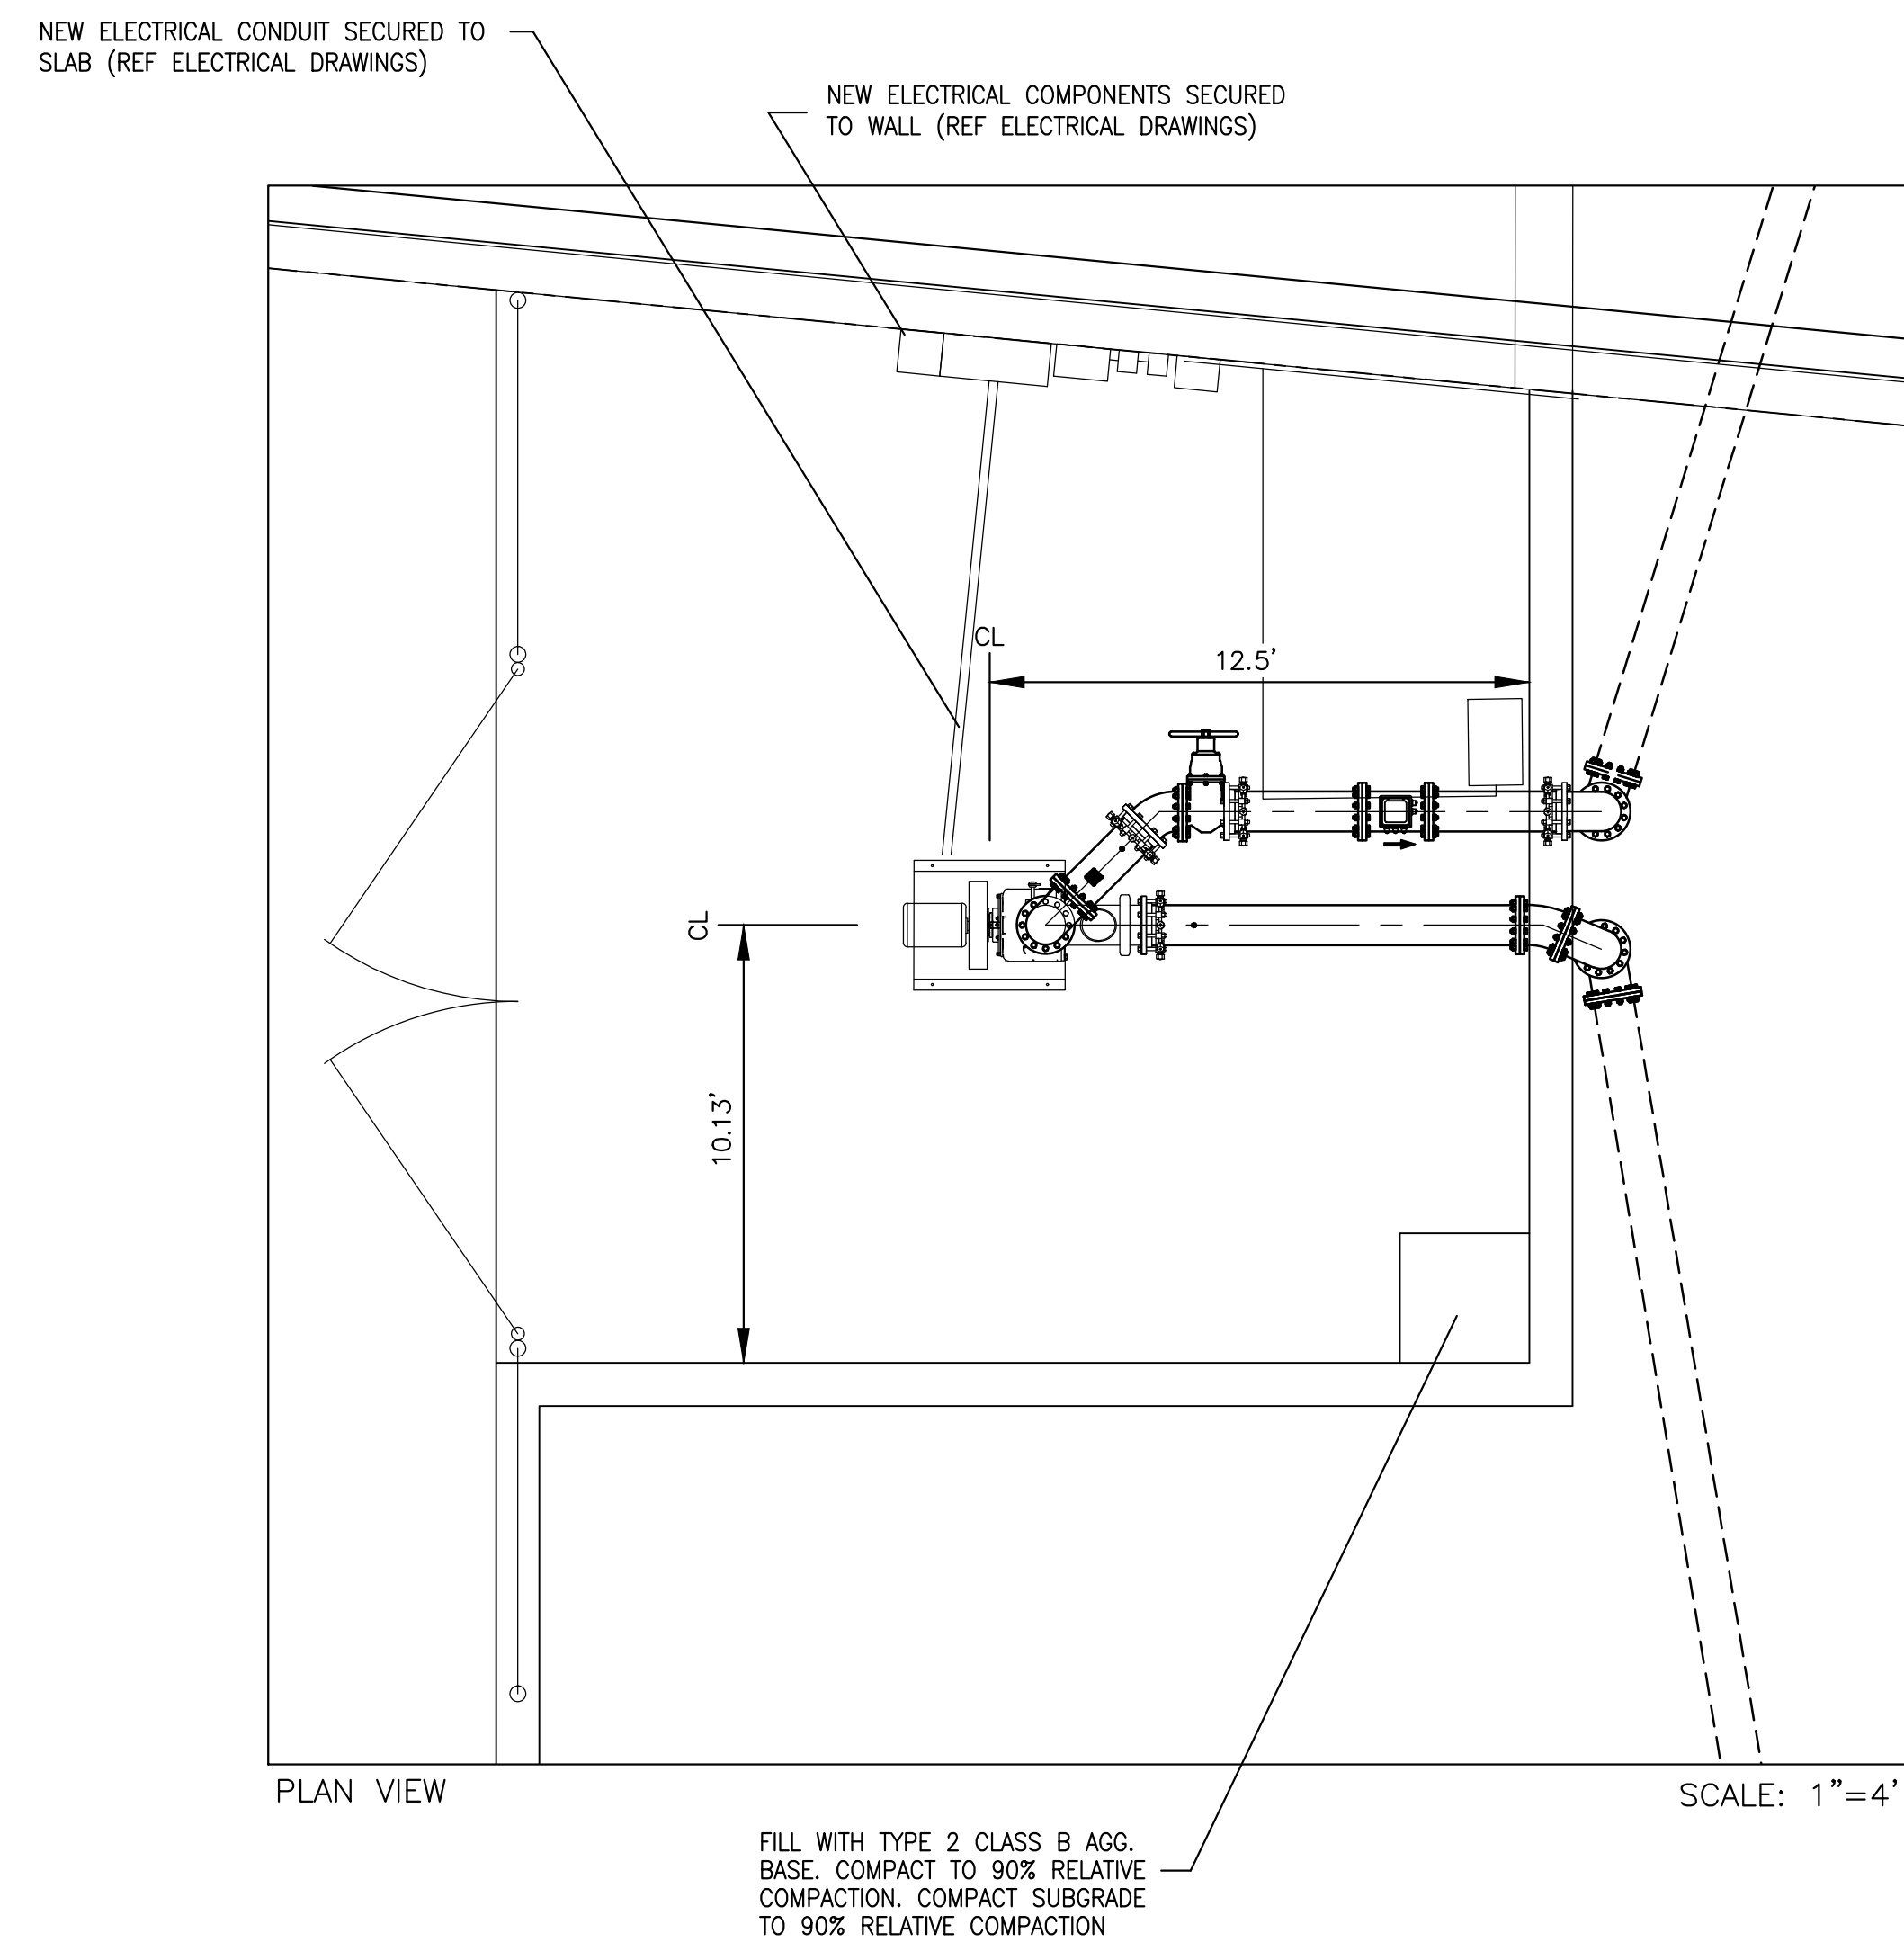 NEW ELECTRICAL CONDUIT SECURED TO
SLAB (REF ELECTRICAL DRAWINGS)
NEW ELECTRICAL COMPONENTS SECURED
TO WALL (REF ELECTRICAL DRAWINGS)
CL
12.5'
CL
10.13'
PLAN VIEW
SCALE: 1"=4'
FILL WITH TYPE 2 CLASS B AGG.
BASE. COMPACT TO 90% RELATIVE
COMPACTION. COMPACT SUBGRADE
TO 90% RELATIVE COMPACTION